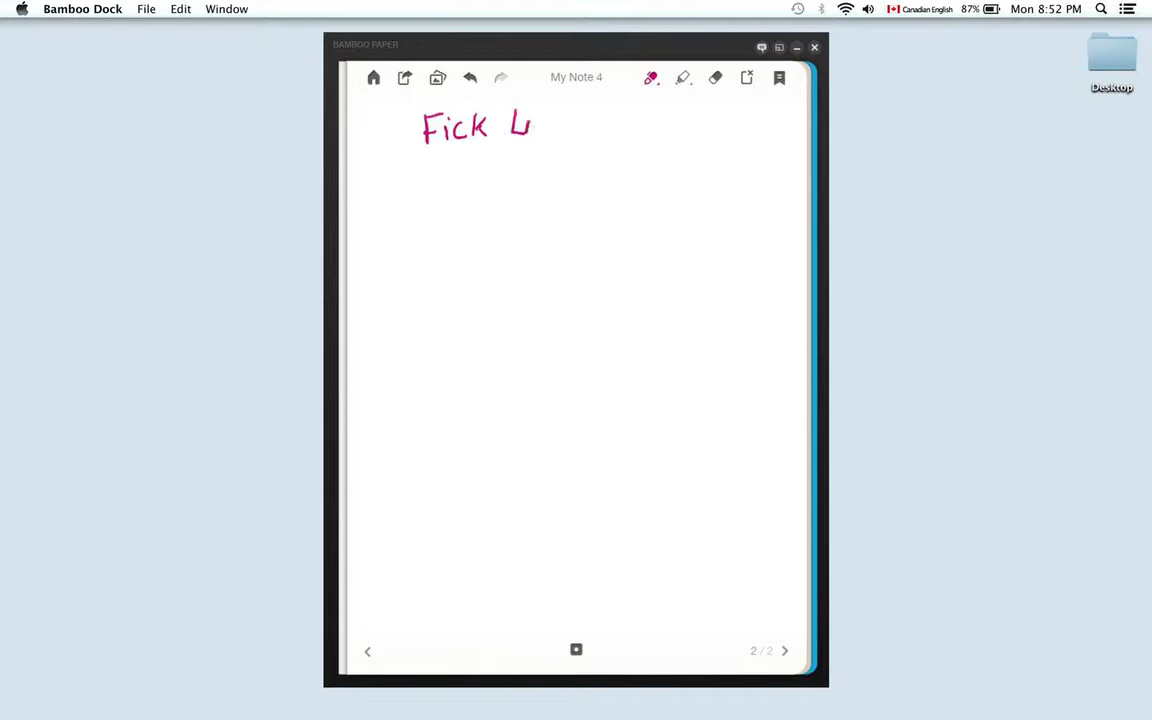 Bamboo Dock File Edit Window Canadian English 87% Mon 8:52 PM
BAMBOO PAPER
My Note 4
Desktop
Fick
2 / 2